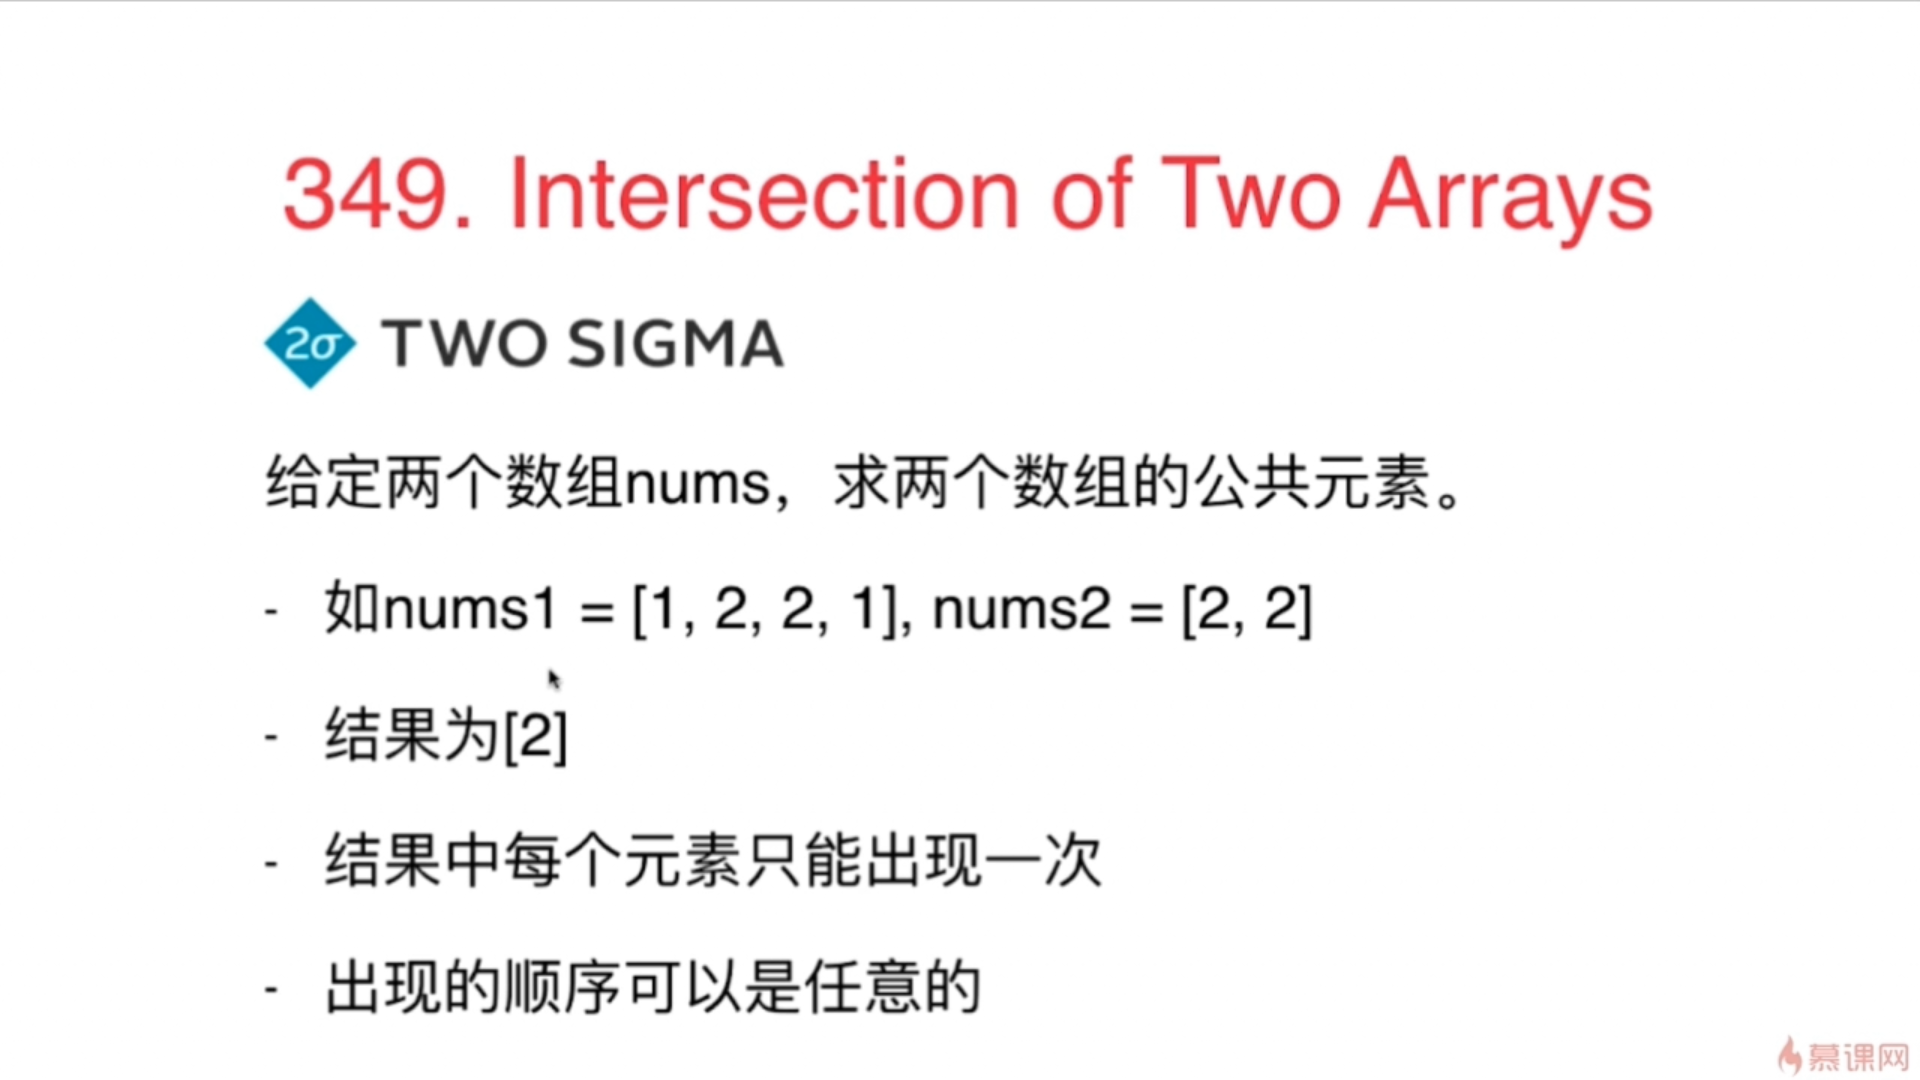 349. Intersection of Two Arrays
2σ TWO SIGMA
给定两个数组nums，求两个数组的公共元素。
- 如nums1 = [1, 2, 2, 1], nums2 = [2, 2]
- 结果为[2]
- 结果中每个元素只能出现一次
- 出现的顺序可以是任意的
慕课网